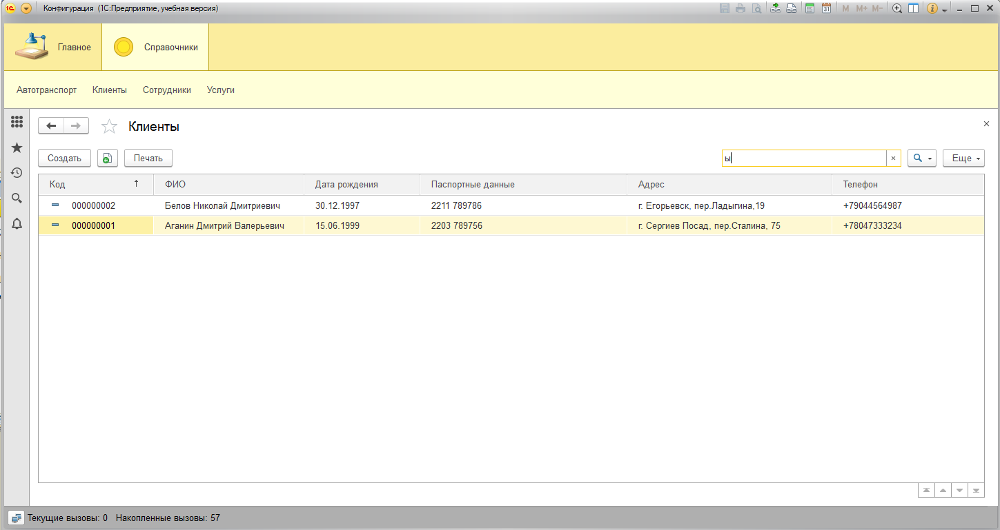 Конфигурация (1С:Предприятие, учебная версия)
M M+ M-
Главное Справочники
Автотранспорт Клиенты Сотрудники Услуги
Клиенты
Создать Печать ы Еще
Код ФИО Дата рождения Паспортные данные Адрес Телефон
000000002 Белов Николай Дмитриевич 30.12.1997 2211 789786 г. Егорьевск, пер.Ладыгина,19 +79044564987
000000001 Аганин Дмитрий Валерьевич 15.06.1999 2203 789756 г. Сергиев Посад, пер.Сталина, 75 +78047333234
Текущие вызовы: 0 Накопленные вызовы: 57